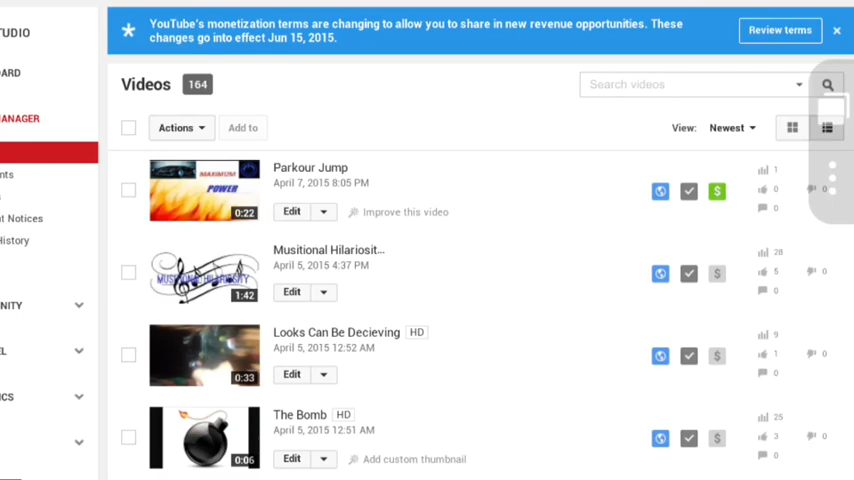 YouTube's monetization terms are changing to allow you to share in new revenue opportunities. These
changes go into effect Jun 15, 2015.
Review terms
TUDIO
ARD
ANAGER
nts
s
t Notices
History
NITY
EL
ICS
Videos 164
Search videos
Actions
Add to
View: Newest
MAXIMUM
POWER
0:22
Parkour Jump
April 7, 2015 8:05 PM
Edit
Improve this video
$
1
0
0
0
MUSITIONAL HILARIOSITY
1:42
Musitional Hilariosit...
April 5, 2015 4:37 PM
Edit
$
28
5
0
0
0:33
Looks Can Be Decieving HD
April 5, 2015 12:52 AM
Edit
$
9
1
0
0
0:06
The Bomb HD
April 5, 2015 12:51 AM
Edit
Add custom thumbnail
$
25
3
0
0